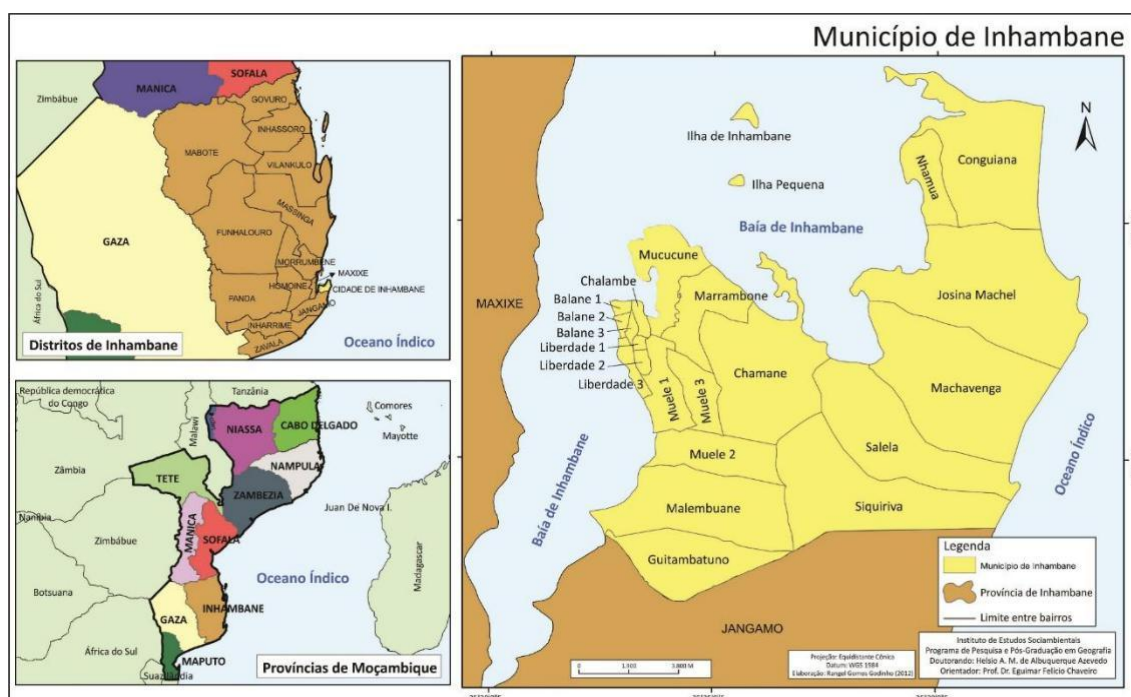 Município de Inhambane
Zimbábue
MANICA
SOFALA
GOVURO
INHASSORO
MABOTE
VILANKULO
MASSINGA
GAZA
FUNHALOURO
MORRUMBENE
MAXIXE
HOMOINE
CIDADE DE INHAMBANE
PANDA
JANGAMO
INHARRIME
ZAVALA
África do Sul
Distritos de Inhambane
Oceano Índico
República democrática
do Congo
Tanzânia
Comores
Mayotte
Malawi
NIASSA
CABO DELGADO
NAMPULA
Zâmbia
TETE
ZAMBEZIA
Juan De Nova I.
Namíbia
MANICA
SOFALA
Zimbábue
Madagascar
Oceano Índico
Botsuana
INHAMBANE
GAZA
África do Sul
MAPUTO
Suazilândia
Províncias de Moçambique
N
Ilha de Inhambane
Conguiana
Nhamua
Ilha Pequena
Baía de Inhambane
Mucucune
MAXIXE
Chalambe
Balane 1
Marrambone
Josina Machel
Balane 2
Balane 3
Liberdade 1
Liberdade 2
Liberdade 3
Muele 1
Muele 3
Chamane
Machavenga
Salela
Muele 2
Oceano Índico
Baía de Inhambane
Malembuane
Siquiriva
Guitambatuno
JANGAMO
Legenda
Município de Inhambane
Província de Inhambane
Limite entre bairros
Projeção: Equidistante Cônica
Datum: WGS 1984
Elaboração: Rangel Gomes Godinho (2012)
Instituto de Estudos Sociambientais
Programa de Pesquisa e Pós-Graduação em Geografia
Doutorando: Helsio A. M. de Albuquerque Azevedo
Orientador: Prof. Dr. Eguimar Felício Chaveiro